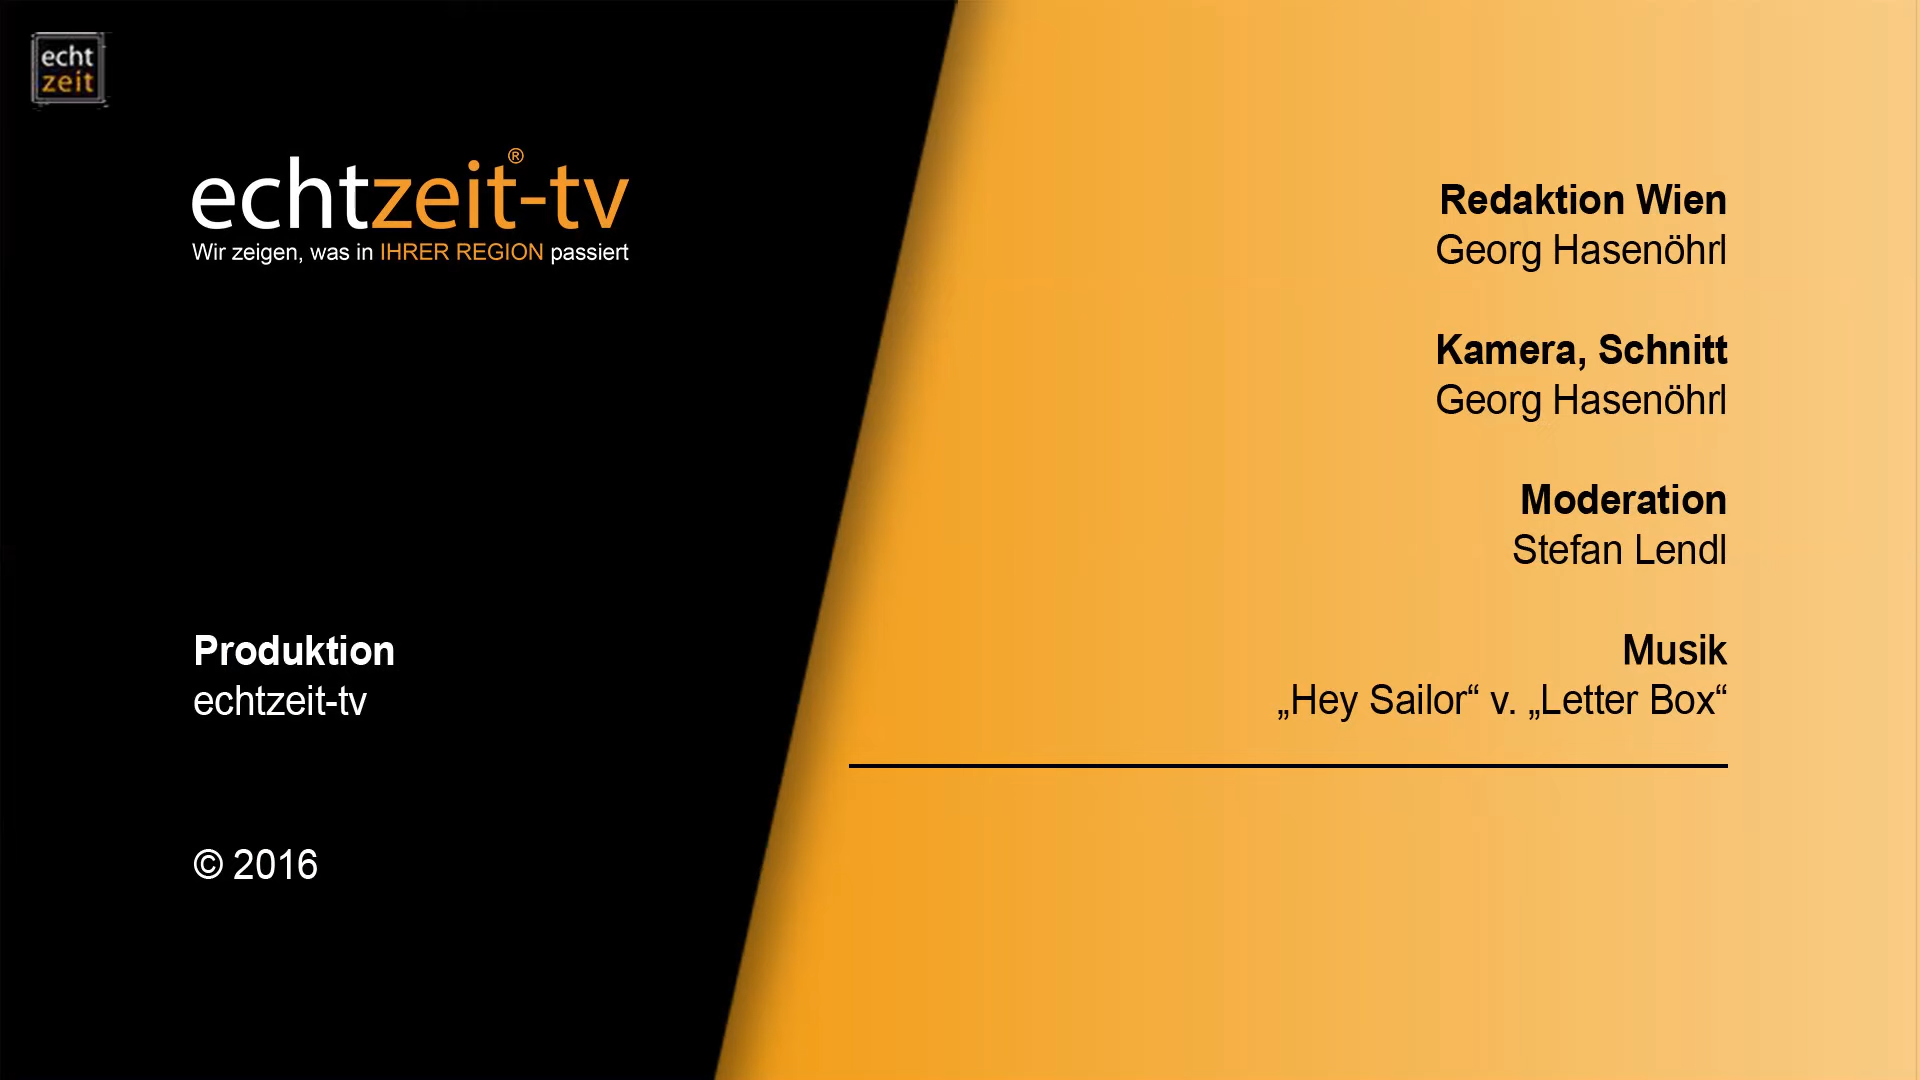 echt
zeit
echtzeit-tv®
Wir zeigen, was in IHRER REGION passiert
Produktion
echtzeit-tv
© 2016
Redaktion Wien
Georg Hasenöhrl
Kamera, Schnitt
Georg Hasenöhrl
Moderation
Stefan Lendl
Musik
„Hey Sailor“ v. „Letter Box“